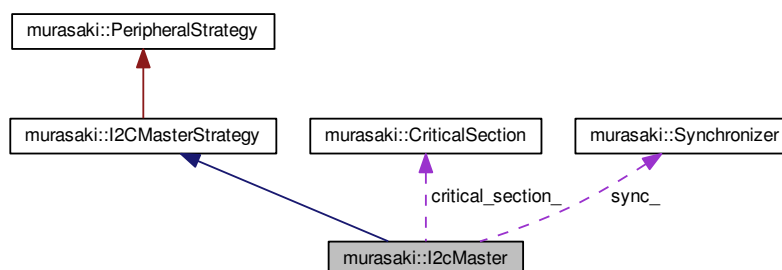 murasaki::PeripheralStrategy
murasaki::I2CMasterStrategy
murasaki::CriticalSection
murasaki::Synchronizer
critical_section_
sync_
murasaki::I2cMaster